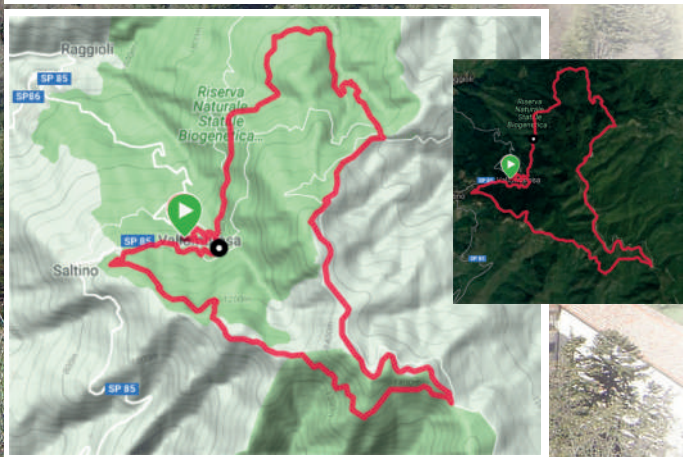 Raggioli
SP 85
SP86
Riserva
Naturale
Statale
Biogenetica...
SP 85
Saltino
1200
SP 85
Riserva
Naturale
Statale
Biogenetica...
SP 85